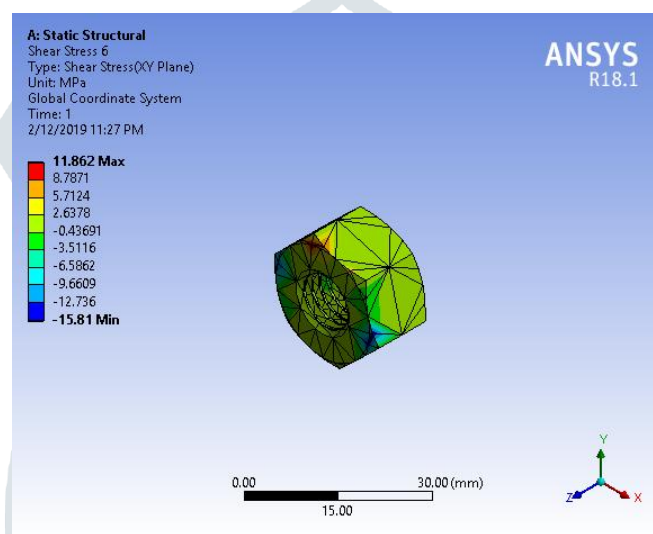 A: Static Structural
Shear Stress 6
Type: Shear Stress(XY Plane)
Unit: MPa
Global Coordinate System
Time: 1
2/12/2019 11:27 PM
ANSYS
R18.1
11.862 Max
8.7871
5.7124
2.6378
-0.43691
-3.5116
-6.5862
-9.6609
-12.736
-15.81 Min
0.00
30.00 (mm)
15.00
Y
Z
X